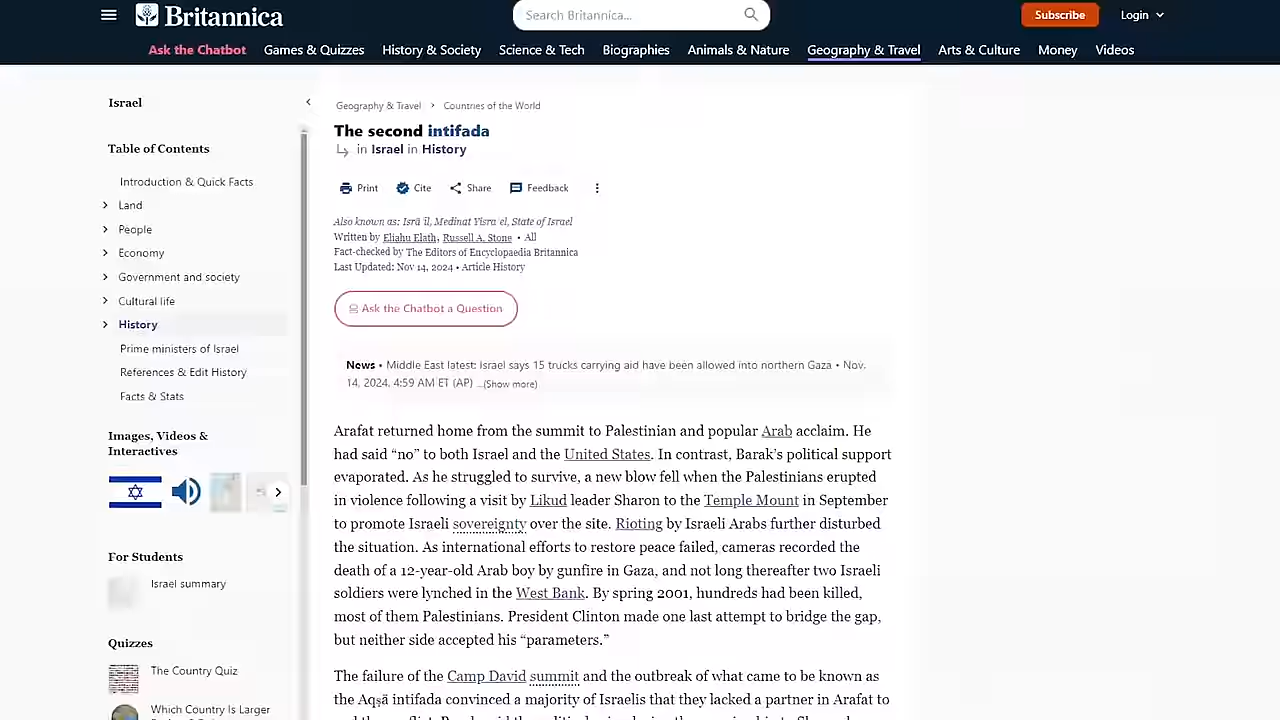 Britannica
Search Britannica...
Subscribe
Login
Ask the Chatbot
Games & Quizzes
History & Society
Science & Tech
Biographies
Animals & Nature
Geography & Travel
Arts & Culture
Money
Videos
Israel
Table of Contents
Introduction & Quick Facts
Land
People
Economy
Government and society
Cultural life
History
Prime ministers of Israel
References & Edit History
Facts & Stats
Images, Videos &
Interactives
For Students
Israel summary
Quizzes
The Country Quiz
Which Country Is Larger
Geography & Travel › Countries of the World
The second intifada
in Israel in History
Print
Cite
Share
Feedback
Also known as: Isrāʾīl, Medinat Yisraʾel, State of Israel
Written by Eliahu Elath, Russell A. Stone • All
Fact-checked by The Editors of Encyclopaedia Britannica
Last Updated: Nov 14, 2024 • Article History
Ask the Chatbot a Question
News • Middle East latest: Israel says 15 trucks carrying aid have been allowed into northern Gaza • Nov.
14, 2024, 4:59 AM ET (AP) ...(Show more)
Arafat returned home from the summit to Palestinian and popular Arab acclaim. He
had said “no” to both Israel and the United States. In contrast, Barak’s political support
evaporated. As he struggled to survive, a new blow fell when the Palestinians erupted
in violence following a visit by Likud leader Sharon to the Temple Mount in September
to promote Israeli sovereignty over the site. Rioting by Israeli Arabs further disturbed
the situation. As international efforts to restore peace failed, cameras recorded the
death of a 12-year-old Arab boy by gunfire in Gaza, and not long thereafter two Israeli
soldiers were lynched in the West Bank. By spring 2001, hundreds had been killed,
most of them Palestinians. President Clinton made one last attempt to bridge the gap,
but neither side accepted his “parameters.”
The failure of the Camp David summit and the outbreak of what came to be known as
the Aqṣā intifada convinced a majority of Israelis that they lacked a partner in Arafat to